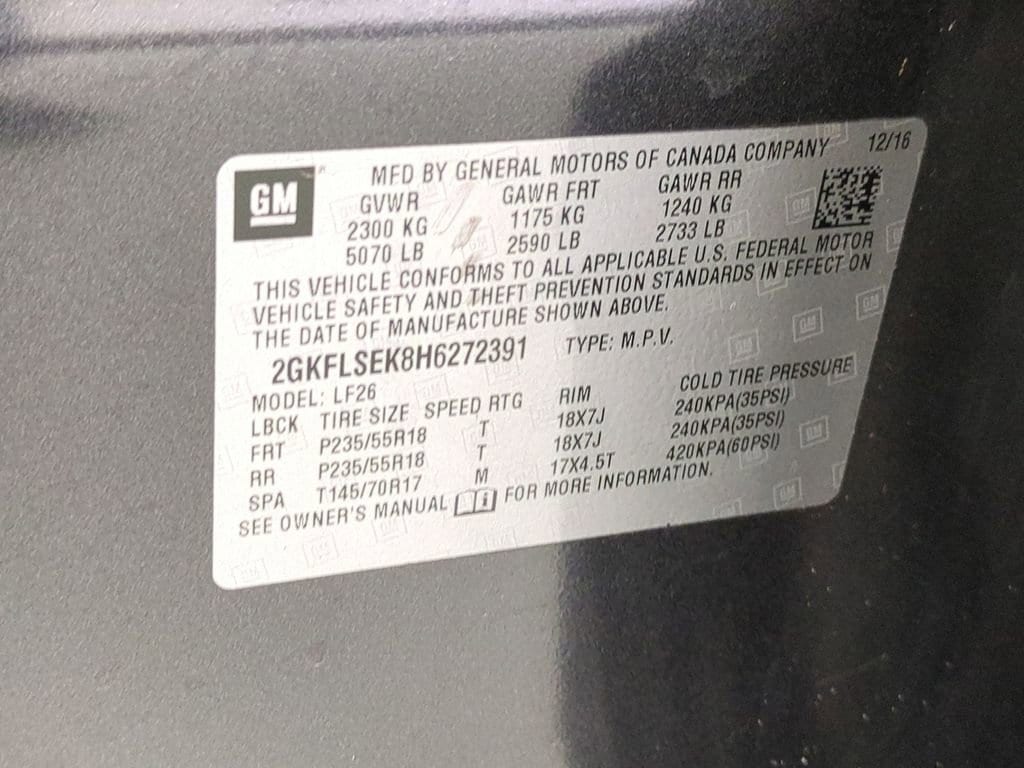 GM
MFD BY GENERAL MOTORS OF CANADA COMPANY 12/16
GVWR GAWR FRT GAWR RR
2300 KG 1175 KG 1240 KG
5070 LB 2590 LB 2733 LB
THIS VEHICLE CONFORMS TO ALL APPLICABLE U.S. FEDERAL MOTOR
VEHICLE SAFETY AND THEFT PREVENTION STANDARDS IN EFFECT ON
THE DATE OF MANUFACTURE SHOWN ABOVE.
2GKFLSEK8H6272391 TYPE: M.P.V.
MODEL: LF26
LBCK TIRE SIZE SPEED RTG RIM COLD TIRE PRESSURE
FRT P235/55R18 T 18X7J 240KPA(35PSI)
RR P235/55R18 T 18X7J 240KPA(35PSI)
SPA T145/70R17 M 17X4.5T 420KPA(60PSI)
SEE OWNER'S MANUAL FOR MORE INFORMATION.